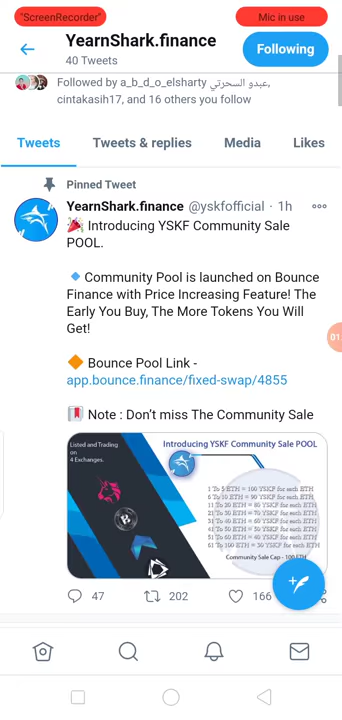 "ScreenRecorder"
Mic in use
YearnShark.finance
40 Tweets
Following
Followed by a_b_d_o_elsharty عبدو السحرتي,
cintakasih17, and 16 others you follow
Tweets
Tweets & replies
Media
Likes
Pinned Tweet
YearnShark.finance @yskfofficial · 1h
Introducing YSKF Community Sale
POOL.
Community Pool is launched on Bounce
Finance with Price Increasing Feature! The
Early You Buy, The More Tokens You Will
Get!
Bounce Pool Link -
app.bounce.finance/fixed-swap/4855
Note : Don't miss The Community Sale
Listed and Trading
on
4 Exchanges.
Introducing YSKF Community Sale POOL
1 To 5 ETH = 100 YSKF for each ETH
6 To 10 ETH = 90 YSKF for each ETH
11 To 20 ETH = 80 YSKF for each ETH
21 To 30 ETH = 70 YSKF for each ETH
31 To 40 ETH = 60 YSKF for each ETH
41 To 50 ETH = 50 YSKF for each ETH
51 To 60 ETH = 40 YSKF for each ETH
61 To 100 ETH = 30 YSKF for each ETH
Community Sale Cap - 100 ETH
47
202
166